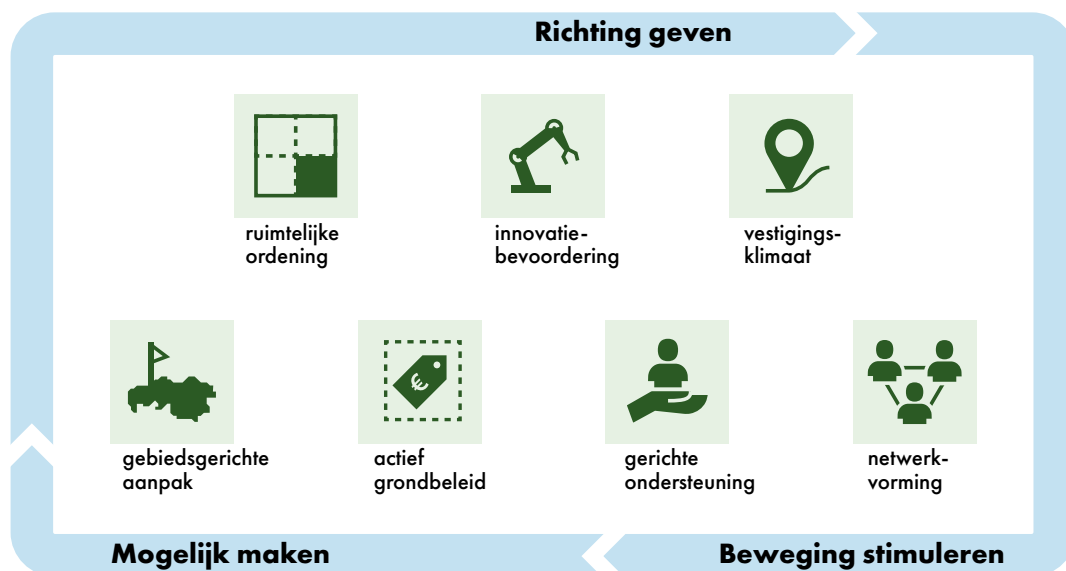 Richting geven
ruimtelijke
ordening
innovatie-
bevoordering
vestigings-
klimaat
gebiedsgerichte
aanpak
€
actief
grondbeleid
gerichte
ondersteuning
netwerk-
vorming
Mogelijk maken
Beweging stimuleren